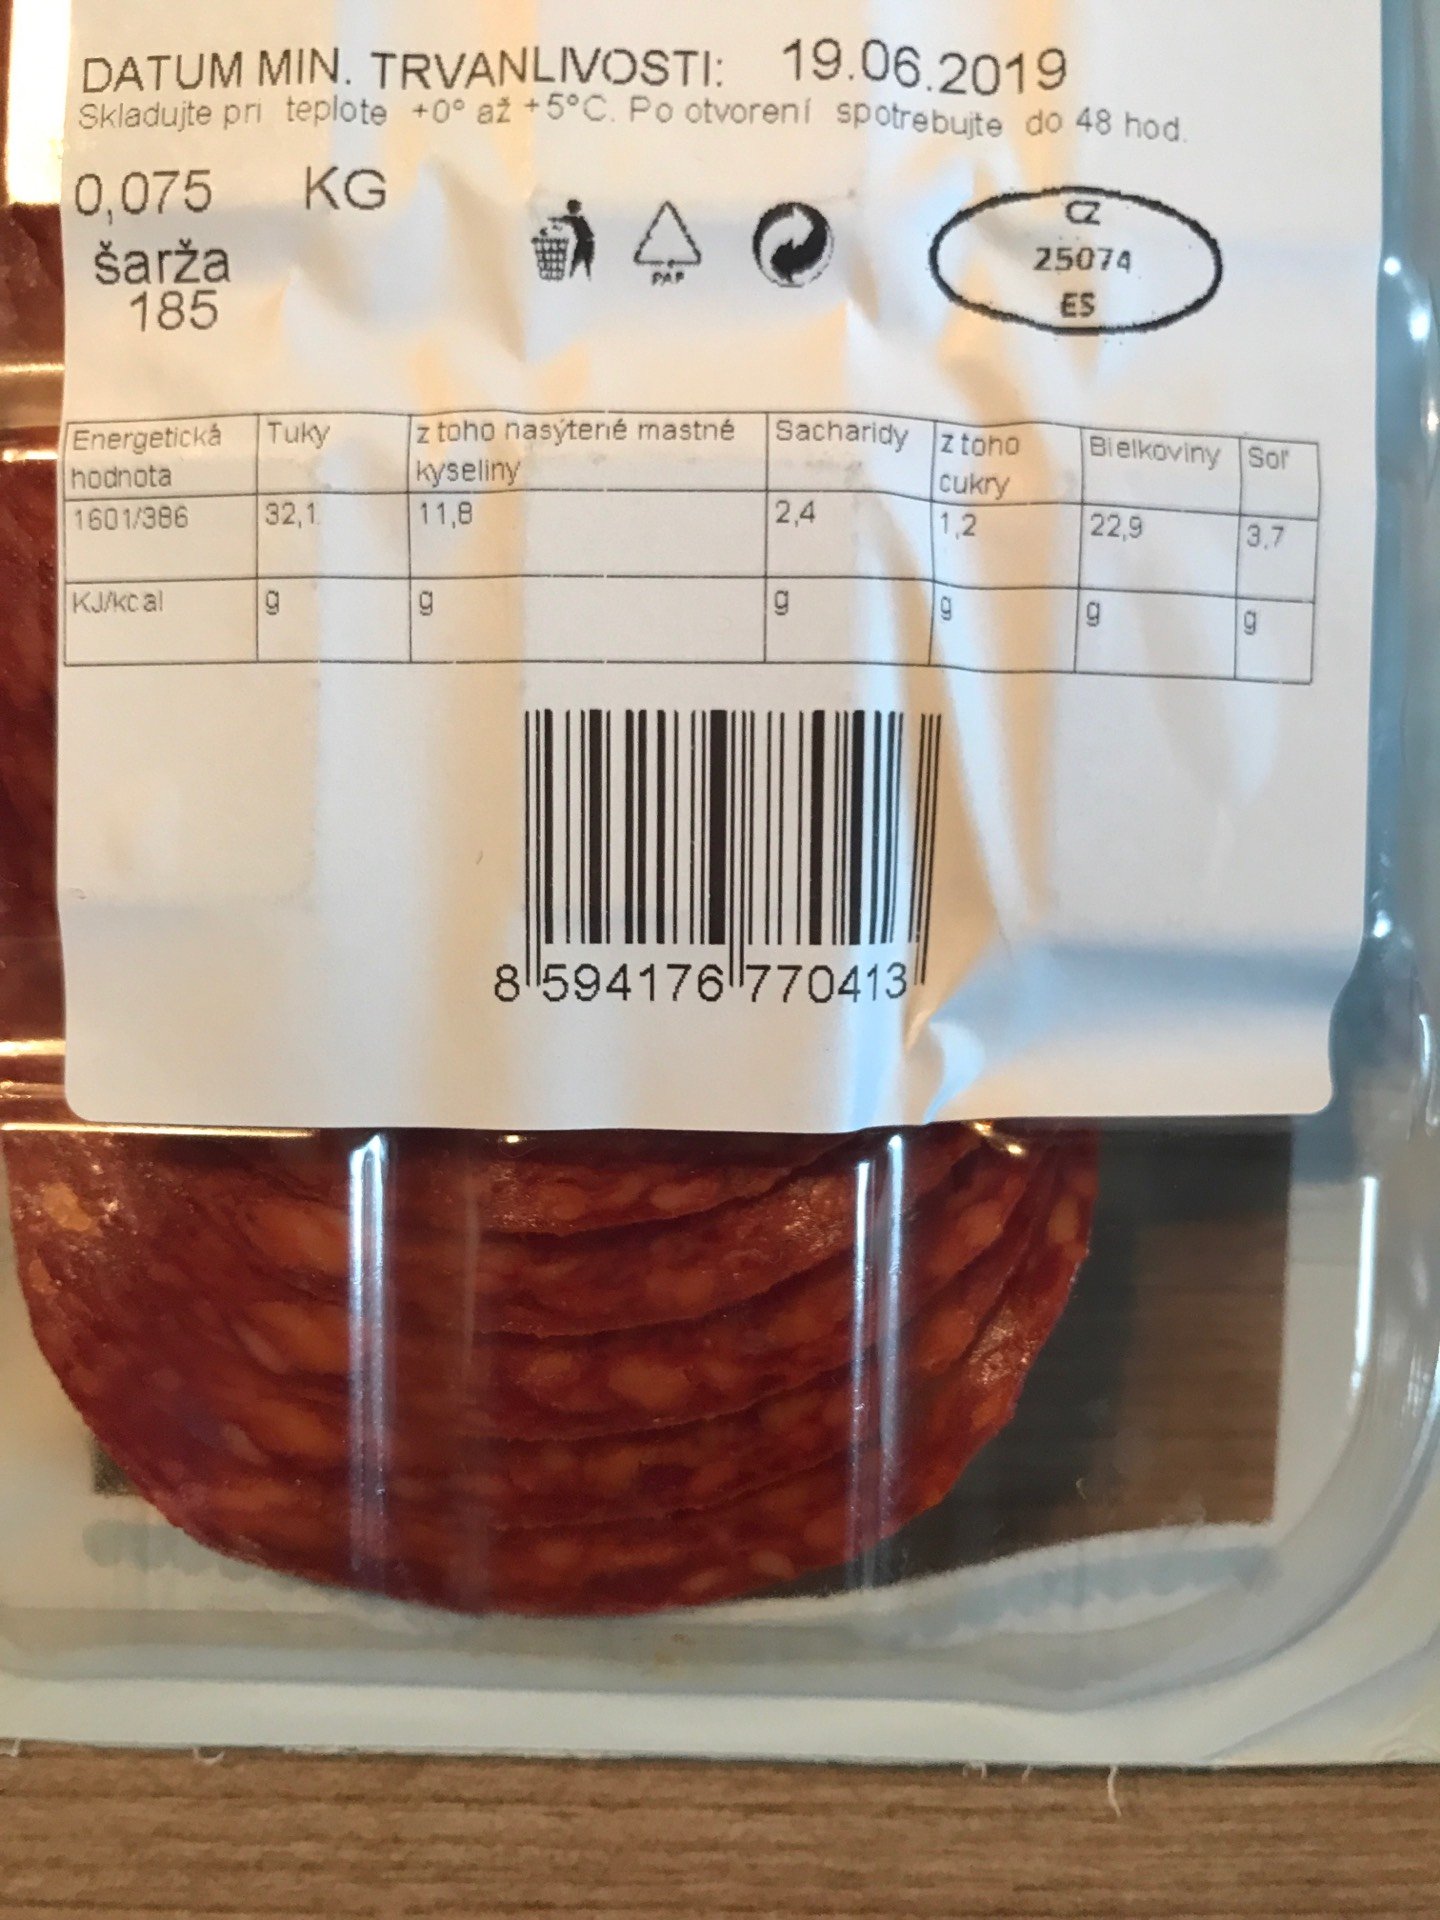 DATUM MIN. TRVANLIVOSTI: 19.06.2019
Skladujte pri teplote +0° až +5°C. Po otvorení spotrebujte do 48 hod.
0,075 KG
šarža
185
PAP
CZ
25074
ES
Energetická hodnota Tuky z toho nasýtené mastné kyseliny Sacharidy z toho cukry Bielkoviny Soľ
1601/386 32,1 11,8 2,4 1,2 22,9 3,7
KJ/kcal g g g g g g
8 594176 770413